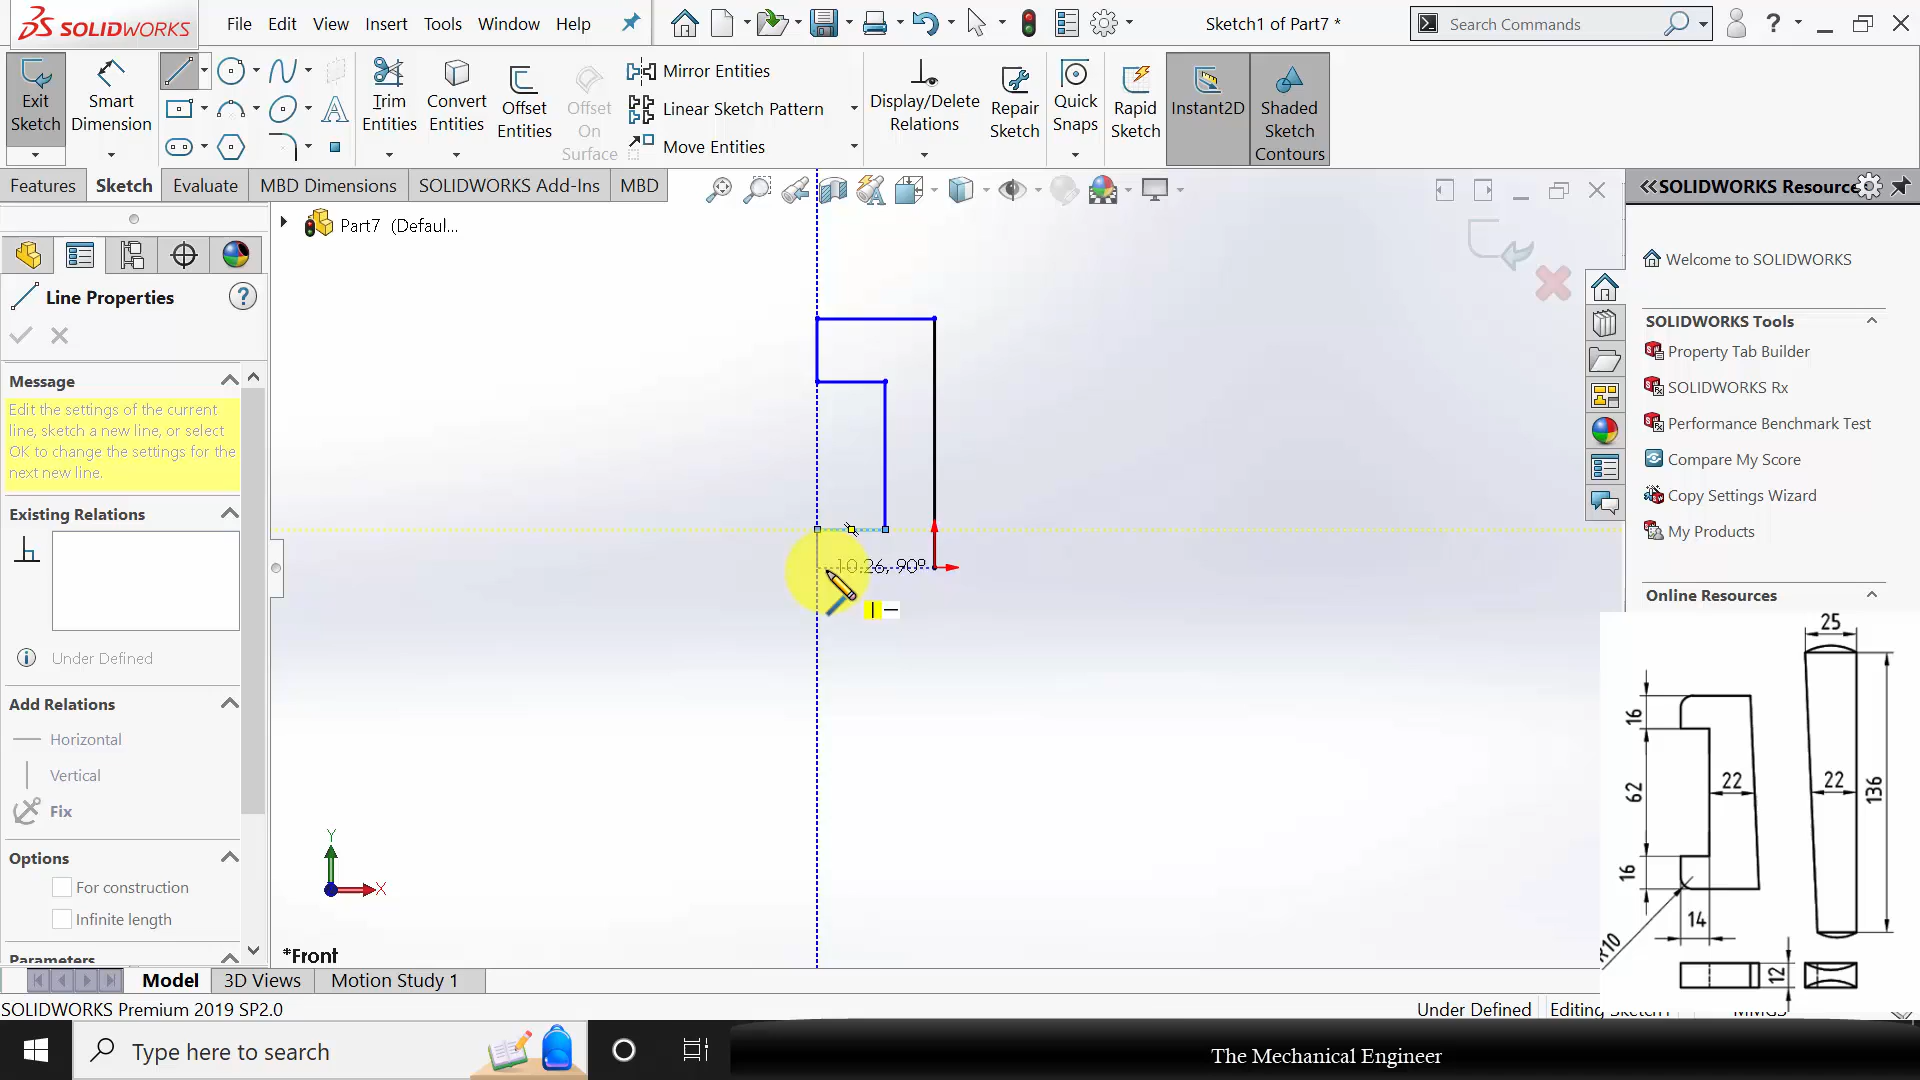 SOLIDWORKS File Edit View Insert Tools Window Help Sketch1 of Part7 * Search Commands ?
Exit Sketch
Smart Dimension
Trim Entities
Convert Entities
Offset Entities
Offset On Surface
Mirror Entities
Linear Sketch Pattern
Move Entities
Display/Delete Relations
Repair Sketch
Quick Snaps
Rapid Sketch
Instant2D
Shaded Sketch Contours
Features Sketch Evaluate MBD Dimensions SOLIDWORKS Add-Ins MBD
Part7 (Defaul...
Line Properties ?
Message
Edit the settings of the current
line, sketch a new line, or select
OK to change the settings for the
next new line.
Existing Relations
Under Defined
Add Relations
Horizontal
Vertical
Fix
Options
For construction
Infinite length
Parameters
10.26, 90°
Y
X
*Front
SOLIDWORKS Resource
Welcome to SOLIDWORKS
SOLIDWORKS Tools
Property Tab Builder
SOLIDWORKS Rx
Performance Benchmark Test
Compare My Score
Copy Settings Wizard
My Products
Online Resources
25
16
62
22
22
136
16
14
R10
12
Model 3D Views Motion Study 1
SOLIDWORKS Premium 2019 SP2.0
Under Defined Editing Sketch1 MMGS
Type here to search
The Mechanical Engineer